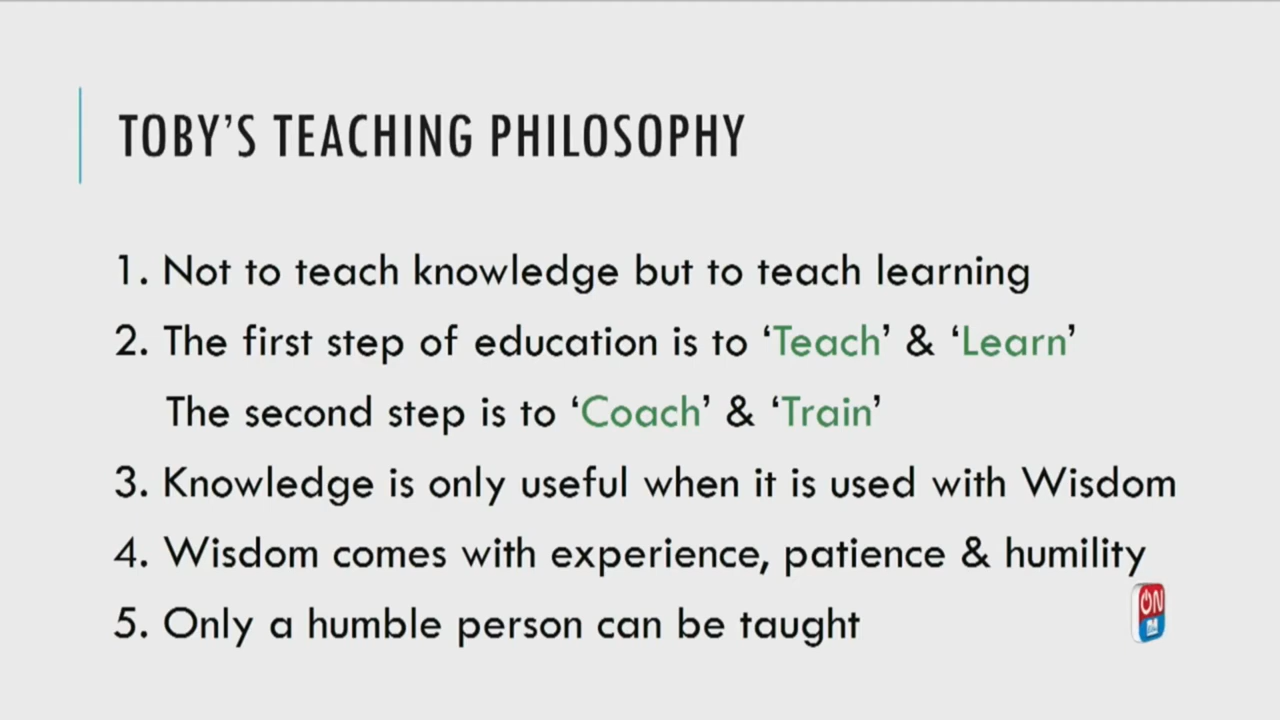 TOBY'S TEACHING PHILOSOPHY
1. Not to teach knowledge but to teach learning
2. The first step of education is to ‘Teach’ & ‘Learn’
The second step is to ‘Coach’ & ‘Train’
3. Knowledge is only useful when it is used with Wisdom
4. Wisdom comes with experience, patience & humility
5. Only a humble person can be taught
ON